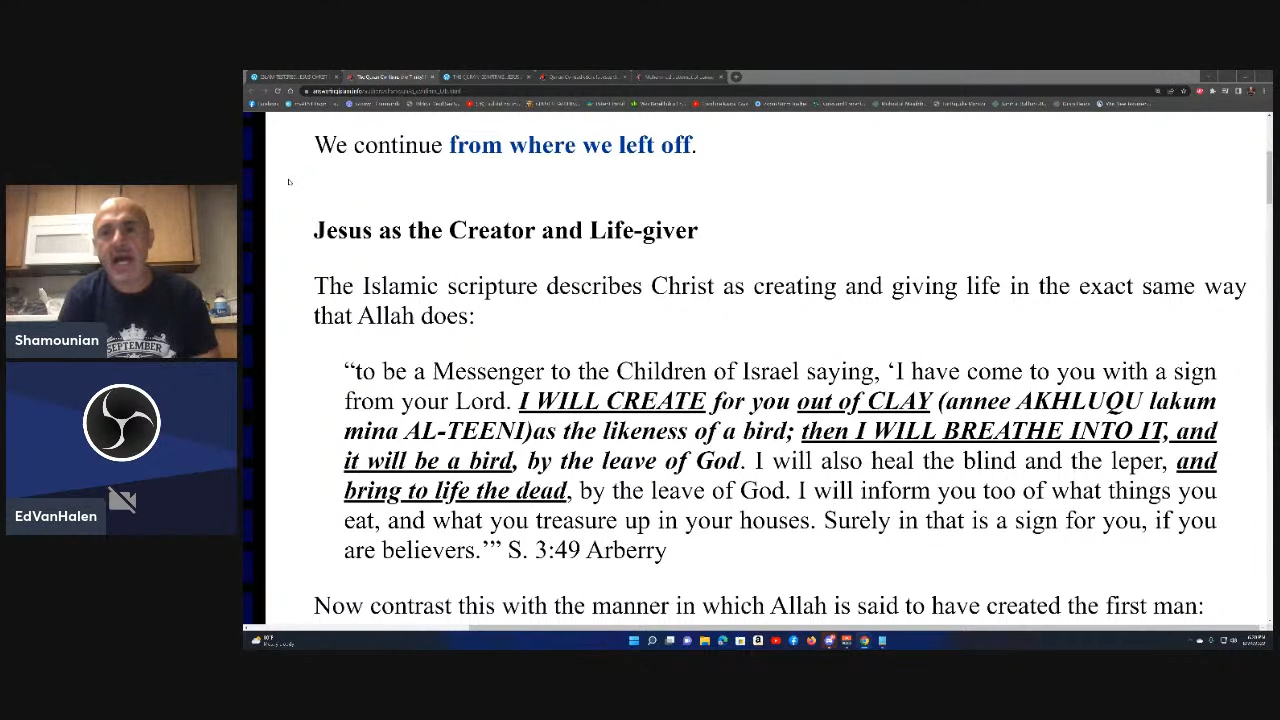 We continue from where we left off.
Jesus as the Creator and Life-giver
The Islamic scripture describes Christ as creating and giving life in the exact same way
that Allah does:
“to be a Messenger to the Children of Israel saying, ‘I have come to you with a sign
from your Lord. I WILL CREATE for you out of CLAY (annee AKHLUQU lakum
mina AL-TEENI)as the likeness of a bird; then I WILL BREATHE INTO IT, and
it will be a bird, by the leave of God. I will also heal the blind and the leper, and
bring to life the dead, by the leave of God. I will inform you too of what things you
eat, and what you treasure up in your houses. Surely in that is a sign for you, if you
are believers.’” S. 3:49 Arberry
Now contrast this with the manner in which Allah is said to have created the first man:
Shamounian
SEPTEMBER
EdVanHalen